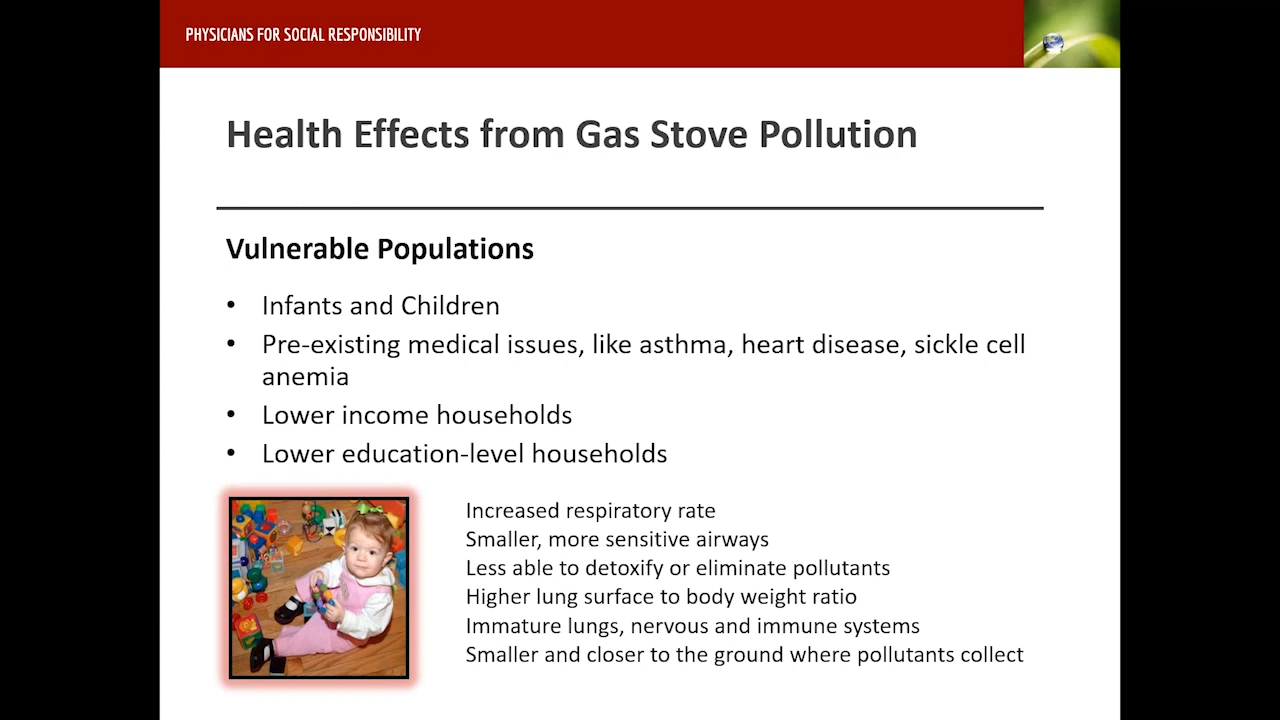 PHYSICIANS FOR SOCIAL RESPONSIBILITY
Health Effects from Gas Stove Pollution
Vulnerable Populations
• Infants and Children
• Pre-existing medical issues, like asthma, heart disease, sickle cell
anemia
• Lower income households
• Lower education-level households
Increased respiratory rate
Smaller, more sensitive airways
Less able to detoxify or eliminate pollutants
Higher lung surface to body weight ratio
Immature lungs, nervous and immune systems
Smaller and closer to the ground where pollutants collect